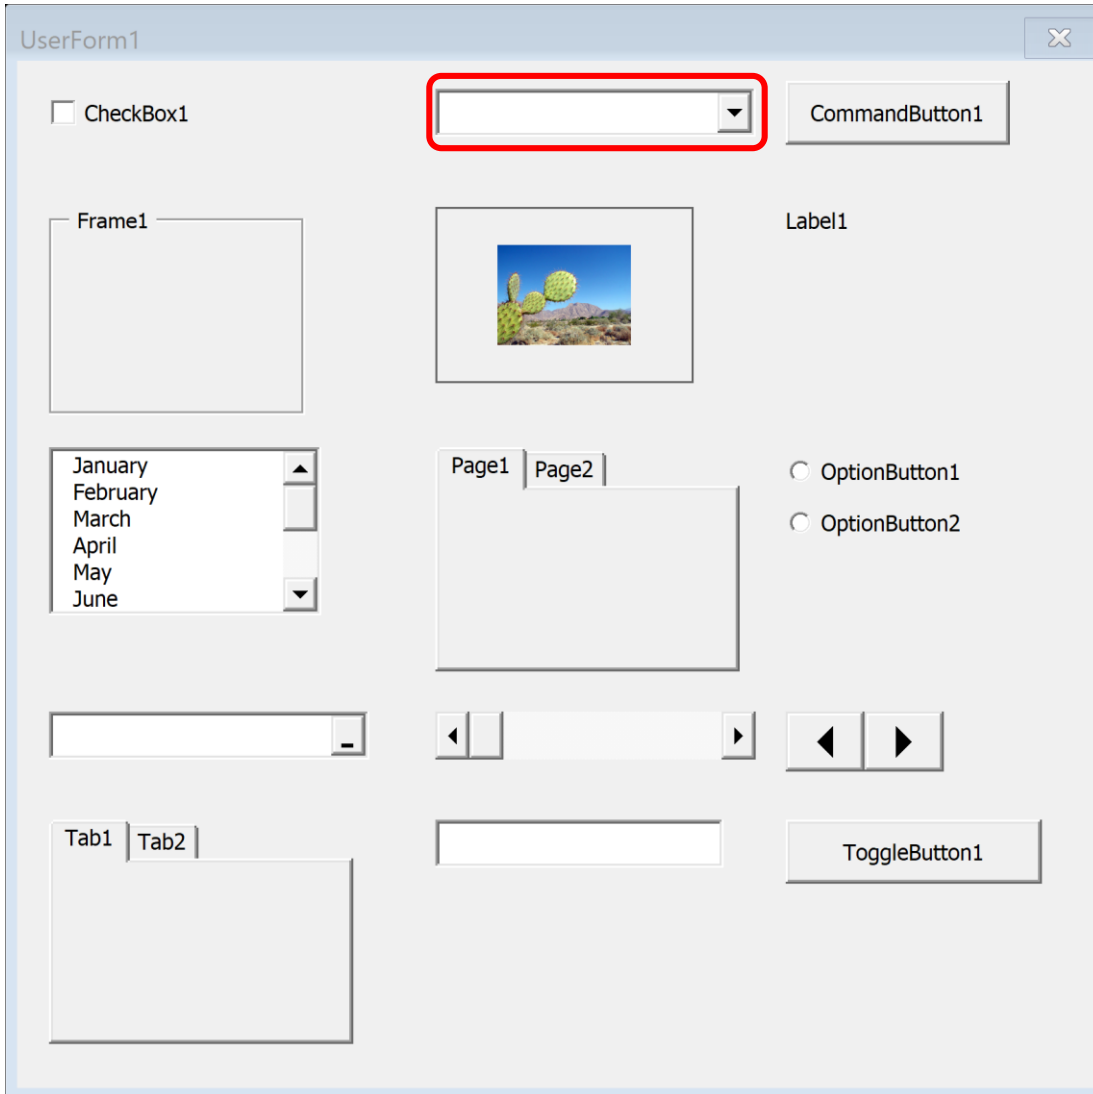 UserForm1
CheckBox1
CommandButton1
Frame1
Label1
January
February
March
April
May
June
Page1 Page2
OptionButton1
OptionButton2
Tab1 Tab2
ToggleButton1